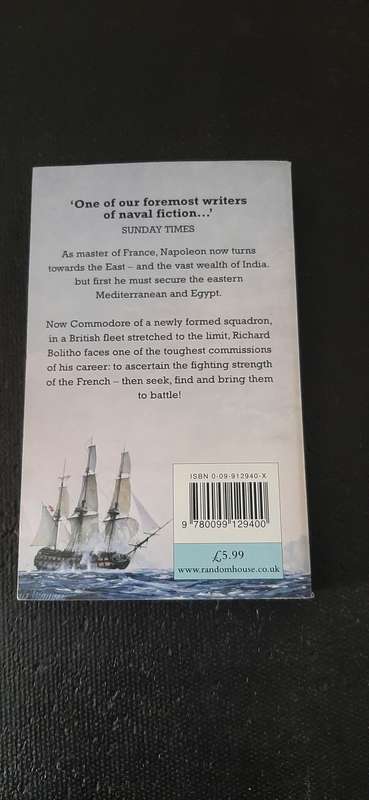 'One of our foremost writers
of naval fiction...'
SUNDAY TIMES
As master of France, Napoleon now turns
towards the East – and the vast wealth of India.
but first he must secure the eastern
Mediterranean and Egypt.
Now Commodore of a newly formed squadron,
in a British fleet stretched to the limit, Richard
Bolitho faces one of the toughest commissions
of his career: to ascertain the fighting strength
of the French – then seek, find and bring them
to battle!
ISBN 0-09-912940-X
9 780099 129400
£5.99
www.randomhouse.co.uk